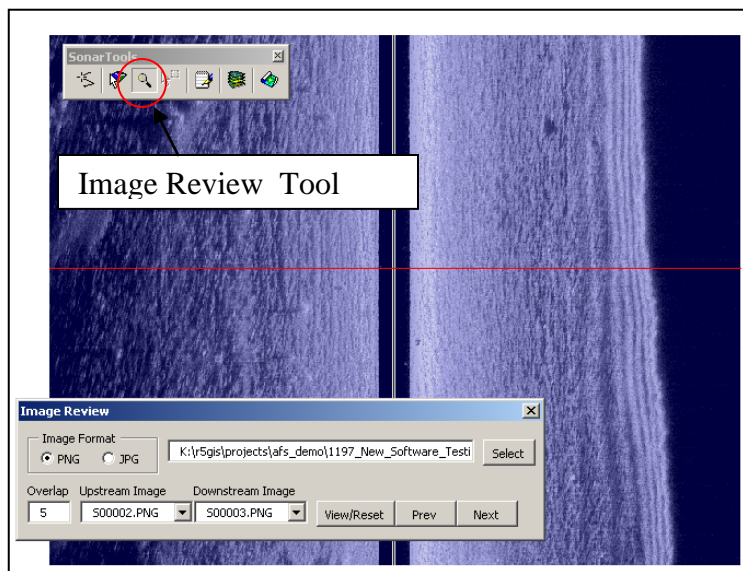 SonarTools
Image Review Tool
Image Review
Image Format
PNG JPG
K:\r5gis\projects\afs_demo\1197_New_Software_Testi
Select
Overlap Upstream Image Downstream Image
5 S00002.PNG S00003.PNG View/Reset Prev Next